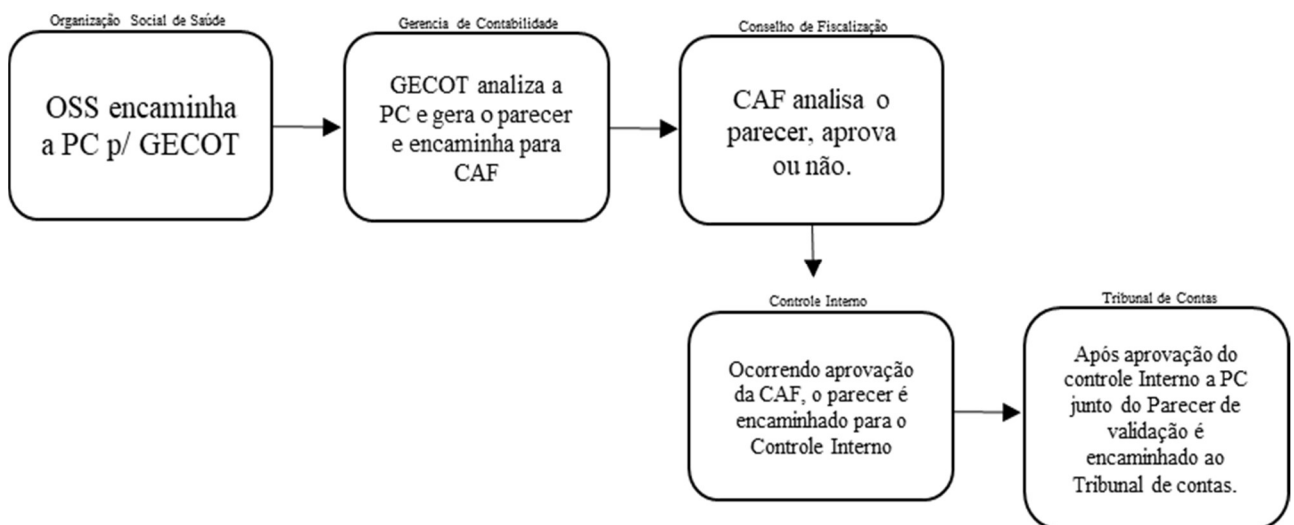 Organização Social de Saúde
OSS encaminha
a PC p/ GECOT
Gerencia de Contabilidade
GECOT analiza a
PC e gera o parecer
e encaminha para
CAF
Conselho de Fiscalização
CAF analisa o
parecer, aprova
ou não.
Controle Interno
Ocorrendo aprovação
da CAF, o parecer é
encaminhado para o
Controle Interno
Tribunal de Contas
Após aprovação do
controle Interno a PC
junto do Parecer de
validação é
encaminhado ao
Tribunal de contas.